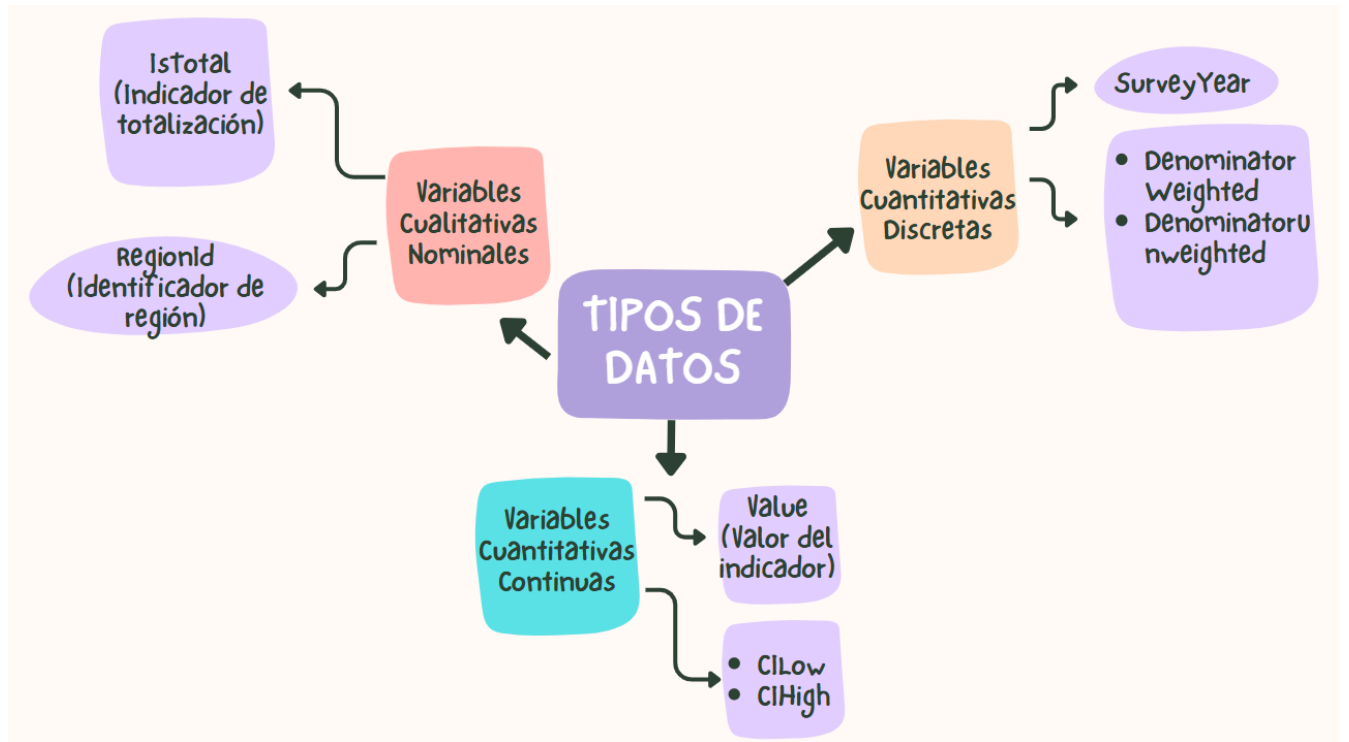 IsTotal
(Indicador de
totalización)
Variables
Cualitativas
Nominales
RegionId
(Identificador de
región)
TIPOS DE
DATOS
Variables
Cuantitativas
Discretas
SurveyYear
• Denominator
Weighted
• DenominatorU
nweighted
Variables
Cuantitativas
Continuas
Value
(Valor del
indicador)
• CILow
• CIHigh